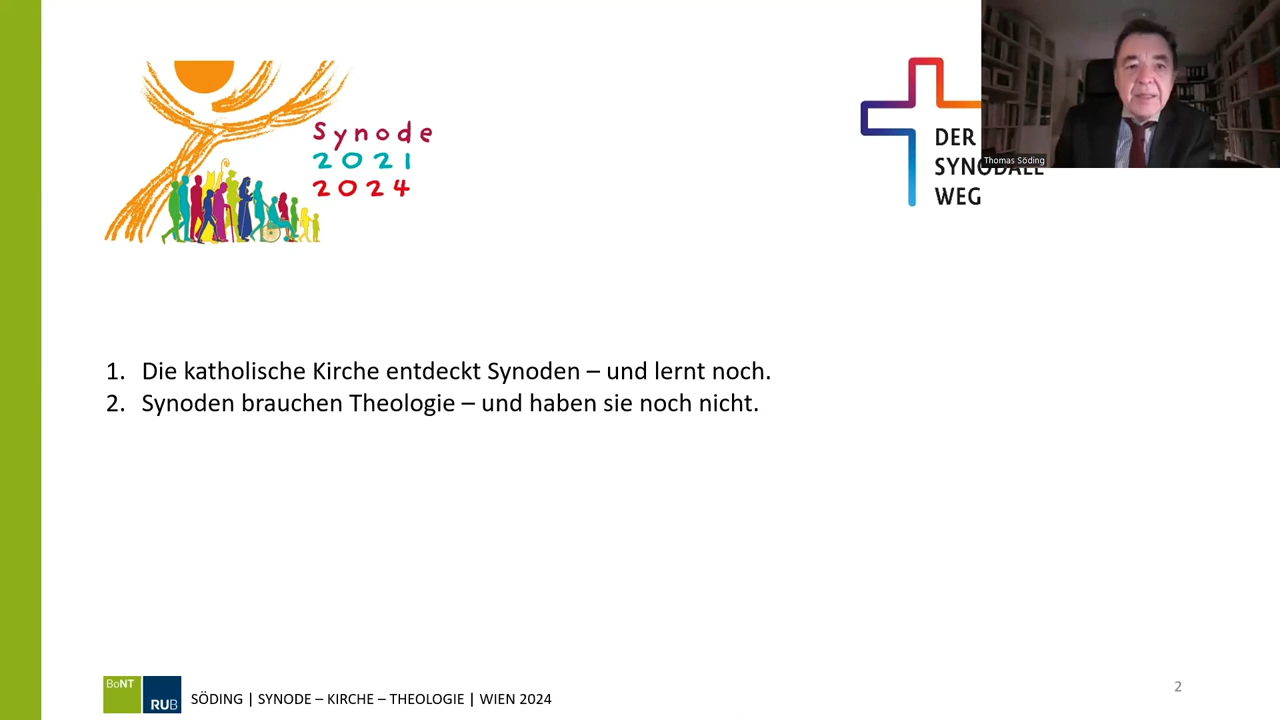 Synode
2021
2024
DER
SYNODALE
WEG
Thomas Söding
1. Die katholische Kirche entdeckt Synoden – und lernt noch.
2. Synoden brauchen Theologie – und haben sie noch nicht.
BoNT
RUB
SÖDING | SYNODE – KIRCHE – THEOLOGIE | WIEN 2024
2